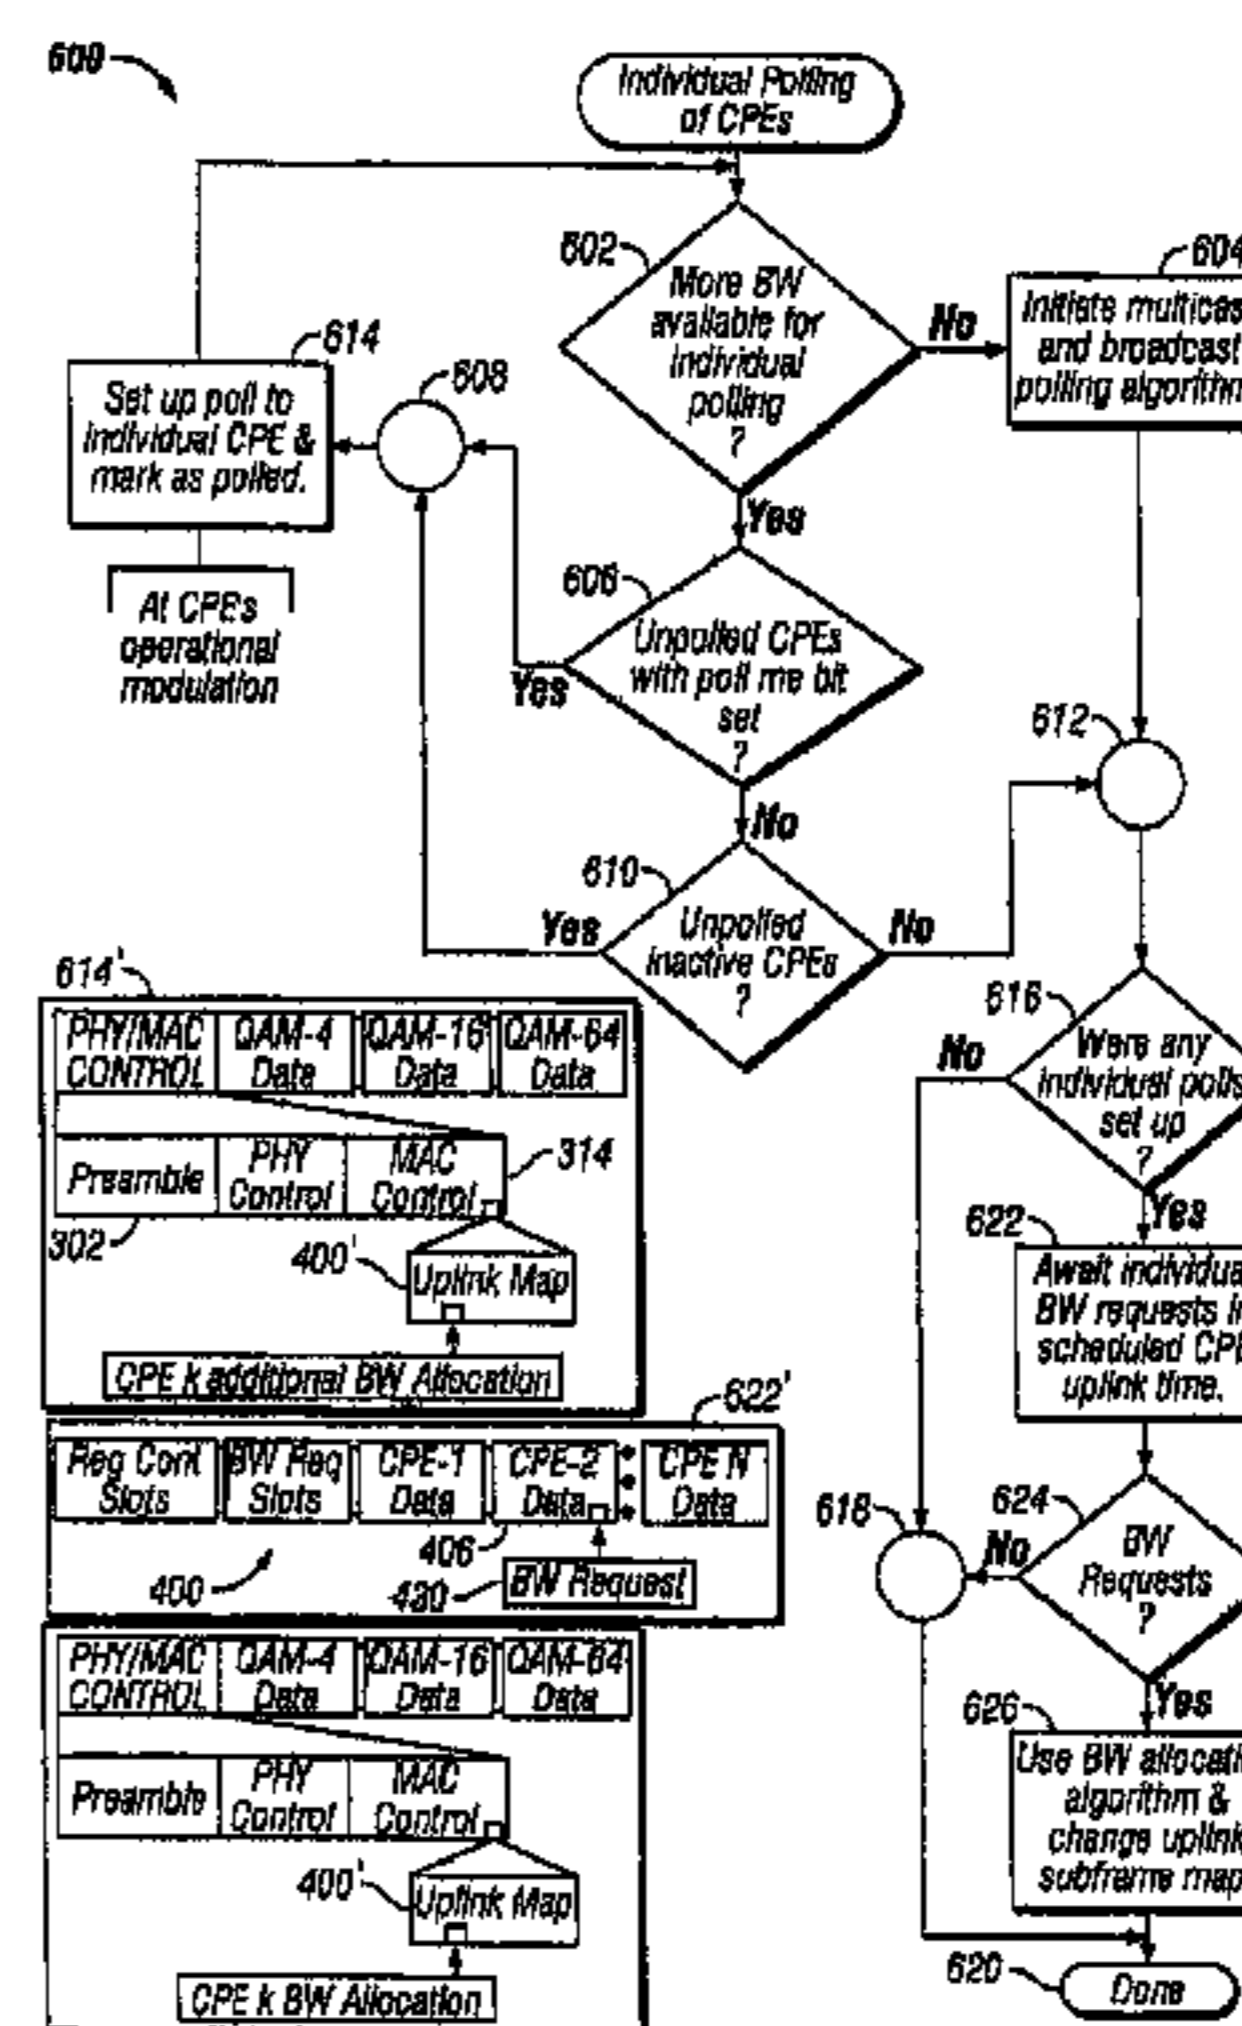 600
Individual Polling
of CPEs
602
More BW
available for
individual
polling
?
No
604
Initiate multicas
and broadcast
polling algorithm
Yes
614
Set up poll to
individual CPE &
mark as polled.
608
At CPEs
operational
modulation
606
Unpolled CPEs
with poll me bit
set
?
Yes
No
612
610
Unpolled
inactive CPEs
?
Yes
No
616
Were any
individual polls
set up
?
No
Yes
622
Await individua
BW requests in
scheduled CPE
uplink time.
618
624
BW
Requests
?
No
Yes
626
Use BW allocati
algorithm &
change uplink
subframe map
620
Done
614'
PHY/MAC
CONTROL
QAM-4
Data
QAM-16
Data
QAM-64
Data
Preamble
PHY
Control
MAC
Control
314
302
400'
Uplink Map
CPE k additional BW Allocation
622'
Reg Cont
Slots
BW Req
Slots
CPE-1
Data
CPE-2
Data
CPE N
Data
406
400
430
BW Request
PHY/MAC
CONTROL
QAM-4
Data
QAM-16
Data
QAM-64
Data
Preamble
PHY
Control
MAC
Control
400'
Uplink Map
CPE k BW Allocation